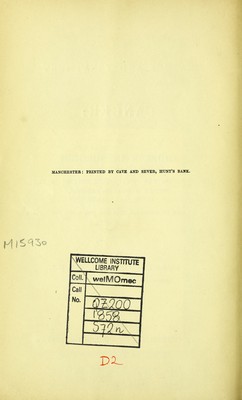 MANCHESTER: PRINTED BY CAVE AND SEVER, HUNT'S BANK.
M15930
WELLCOME INSTITUTE
LIBRARY
Coll. welMOmec
Call
No. QZ200
1858
S72n
D2